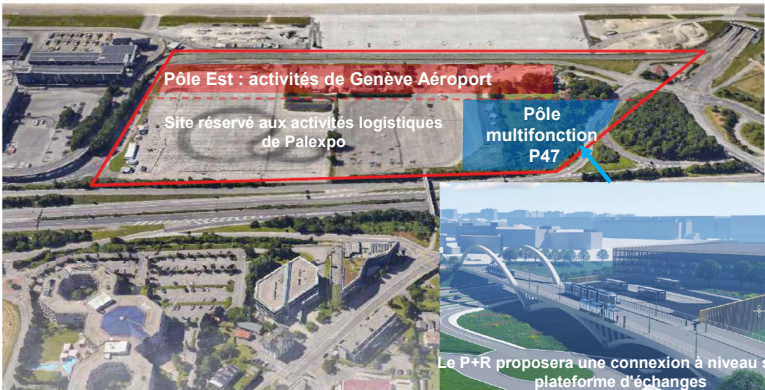 Pôle Est : activités de Genève Aéroport
Site réservé aux activités logistiques
de Palexpo
Pôle
multifonction
P47
Le P+R proposera une connexion à niveau s
plateforme d'échanges